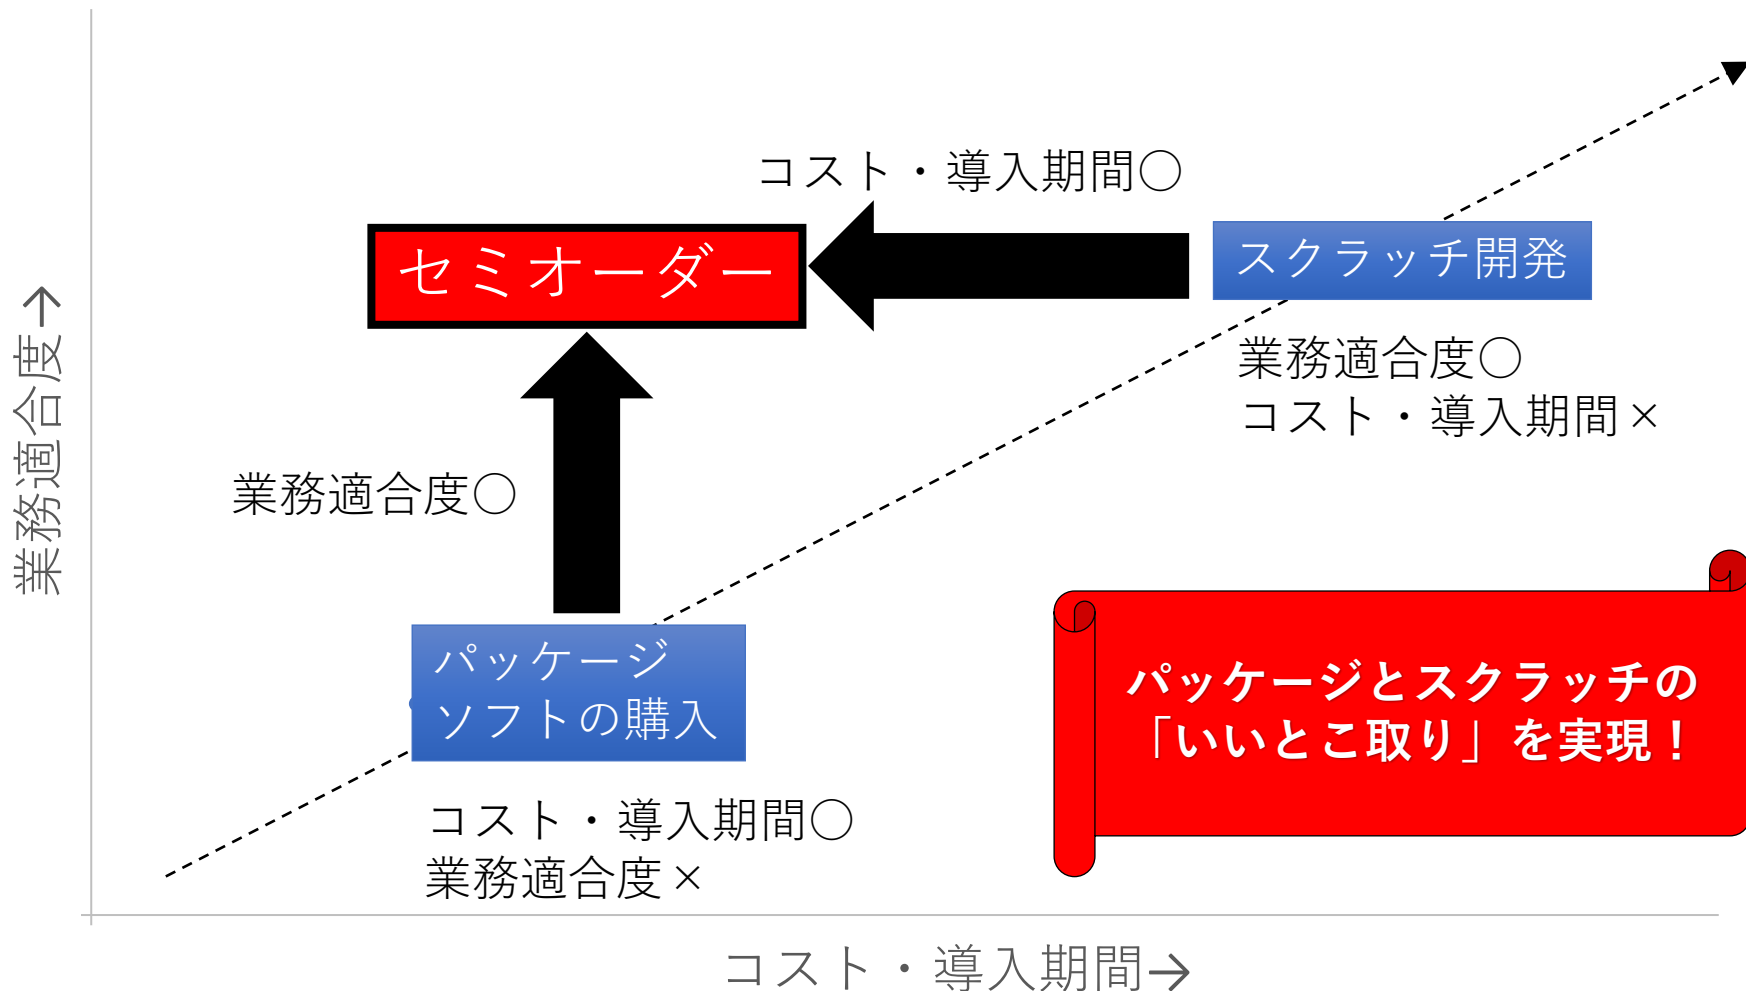 コスト・導入期間○
セミオーダー
スクラッチ開発
業務適合度→
業務適合度○
コスト・導入期間×
業務適合度○
パッケージ
ソフトの購入
パッケージとスクラッチの
「いいとこ取り」を実現！
コスト・導入期間○
業務適合度×
コスト・導入期間→